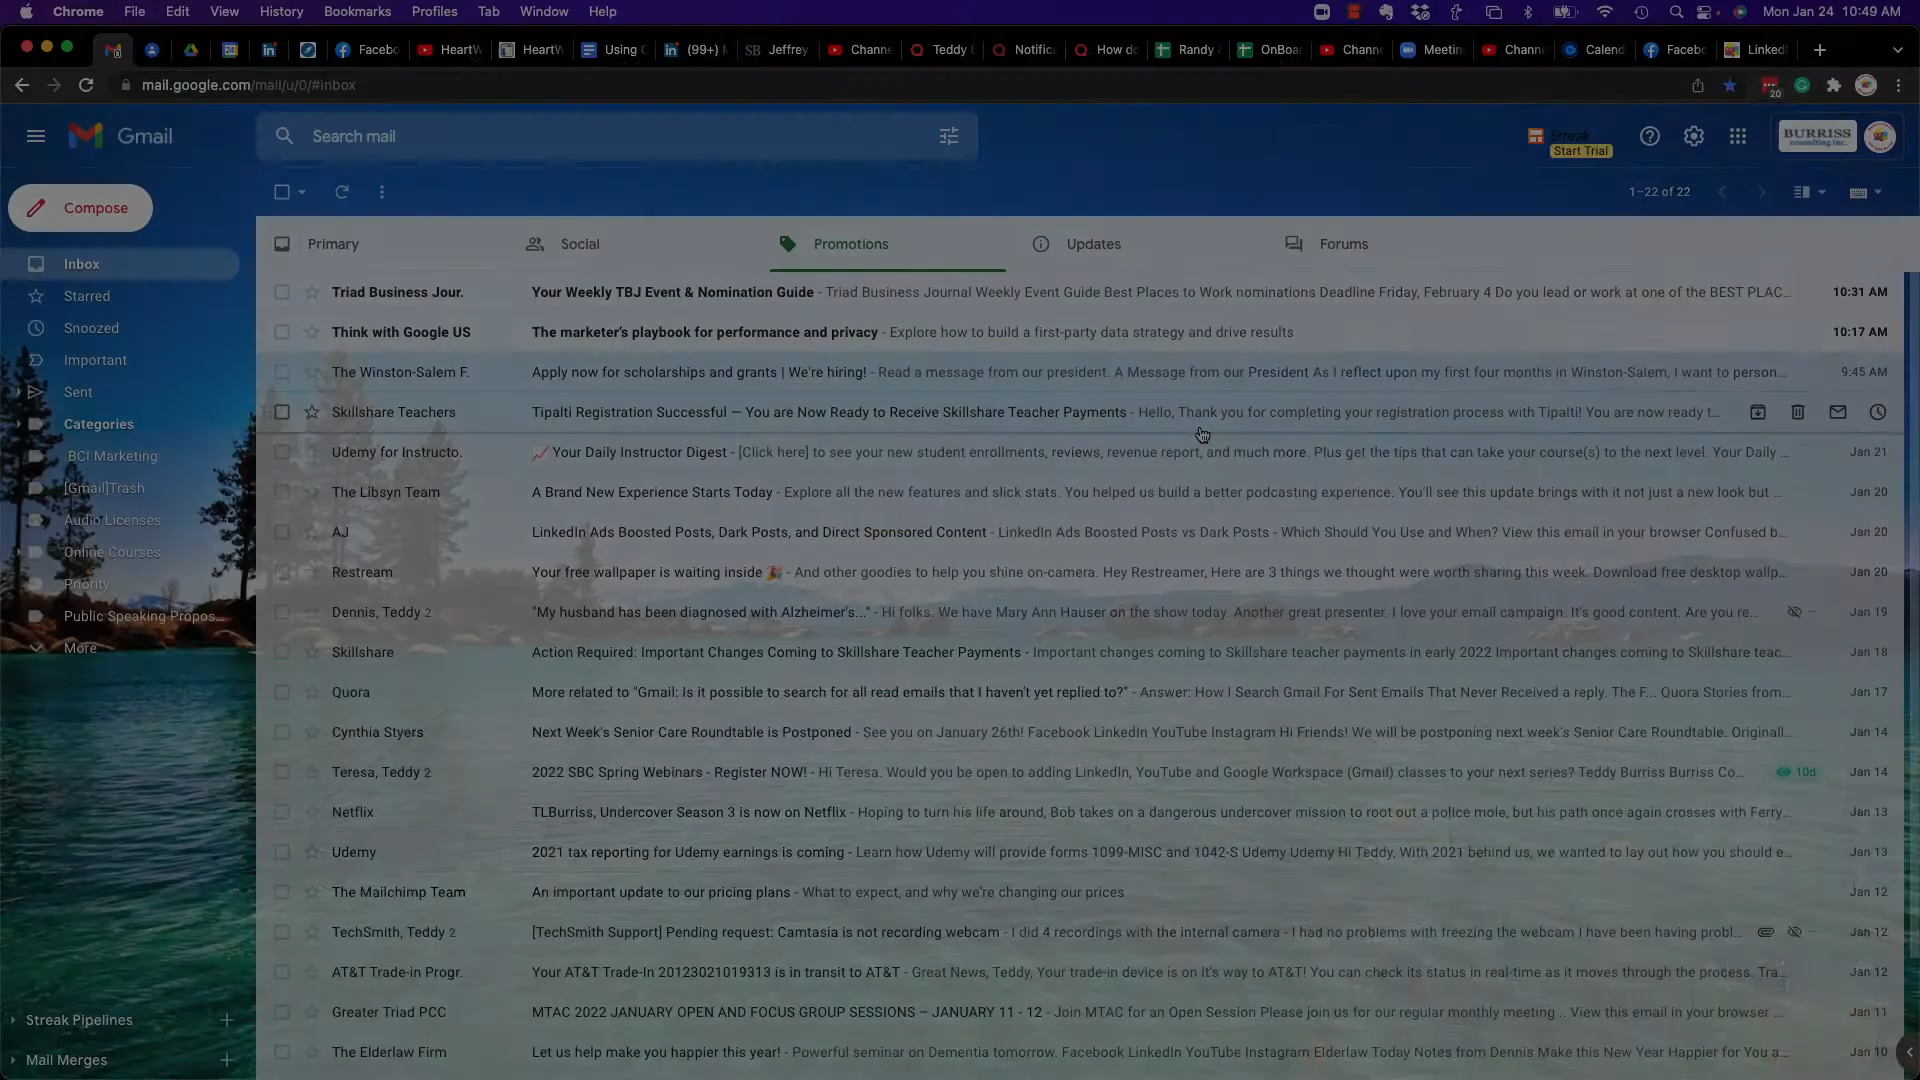 Chrome File Edit View History Bookmarks Profiles Tab Window Help Mon Jan 24 10:49 AM
Facebo HeartW HeartW Using (99+) Jeffrey Channe Teddy Notific How do Randy OnBoa Chann Meetin Chann Calend Facebo LinkedI
mail.google.com/mail/u/0/#inbox 20
Gmail Search mail Streak Start Trial BURRISS consulting inc.
1–22 of 22
Compose
Inbox
Starred
Snoozed
Important
Sent
Categories
.BCI Marketing
[Gmail]Trash
Audio Licenses
Online Courses
Priority
Public Speaking Propos...
More
Streak Pipelines
Mail Merges
Primary Social Promotions Updates Forums
Triad Business Jour. Your Weekly TBJ Event & Nomination Guide - Triad Business Journal Weekly Event Guide Best Places to Work nominations Deadline Friday, February 4 Do you lead or work at one of the BEST PLAC... 10:31 AM
Think with Google US The marketer's playbook for performance and privacy - Explore how to build a first-party data strategy and drive results 10:17 AM
The Winston-Salem F. Apply now for scholarships and grants | We're hiring! - Read a message from our president. A Message from our President As I reflect upon my first four months in Winston-Salem, I want to person... 9:45 AM
Skillshare Teachers Tipalti Registration Successful — You are Now Ready to Receive Skillshare Teacher Payments - Hello, Thank you for completing your registration process with Tipalti! You are now ready t...
Udemy for Instructo. 📈 Your Daily Instructor Digest - [Click here] to see your new student enrollments, reviews, revenue report, and much more. Plus get the tips that can take your course(s) to the next level. Your Daily ... Jan 21
The Libsyn Team A Brand New Experience Starts Today - Explore all the new features and slick stats. You helped us build a better podcasting experience. You'll see this update brings with it not just a new look but ... Jan 20
AJ LinkedIn Ads Boosted Posts, Dark Posts, and Direct Sponsored Content - LinkedIn Ads Boosted Posts vs Dark Posts - Which Should You Use and When? View this email in your browser Confused b... Jan 20
Restream Your free wallpaper is waiting inside 🎉 - And other goodies to help you shine on-camera. Hey Restreamer, Here are 3 things we thought were worth sharing this week. Download free desktop wallp... Jan 20
Dennis, Teddy 2 "My husband has been diagnosed with Alzheimer's..." - Hi folks. We have Mary Ann Hauser on the show today. Another great presenter. I love your email campaign. It's good content. Are you re... Jan 19
Skillshare Action Required: Important Changes Coming to Skillshare Teacher Payments - Important changes coming to Skillshare teacher payments in early 2022 Important changes coming to Skillshare teac... Jan 18
Quora More related to "Gmail: Is it possible to search for all read emails that I haven't yet replied to?" - Answer: How I Search Gmail For Sent Emails That Never Received a reply. The F... Quora Stories from... Jan 17
Cynthia Styers Next Week's Senior Care Roundtable is Postponed - See you on January 26th! Facebook LinkedIn YouTube Instagram Hi Friends! We will be postponing next week's Senior Care Roundtable. Originall... Jan 14
Teresa, Teddy 2 2022 SBC Spring Webinars - Register NOW! - Hi Teresa. Would you be open to adding LinkedIn, YouTube and Google Workspace (Gmail) classes to your next series? Teddy Burriss Burriss Co... 10d Jan 14
Netflix TLBurriss, Undercover Season 3 is now on Netflix - Hoping to turn his life around, Bob takes on a dangerous undercover mission to root out a police mole, but his path once again crosses with Ferry... Jan 13
Udemy 2021 tax reporting for Udemy earnings is coming - Learn how Udemy will provide forms 1099-MISC and 1042-S Udemy Udemy Hi Teddy, With 2021 behind us, we wanted to lay out how you should e... Jan 13
The Mailchimp Team An important update to our pricing plans - What to expect, and why we're changing our prices Jan 12
TechSmith, Teddy 2 [TechSmith Support] Pending request: Camtasia is not recording webcam - I did 4 recordings with the internal camera - I had no problems with freezing the webcam I have been having probl... Jan 12
AT&T Trade-in Progr. Your AT&T Trade-In 20123021019313 is in transit to AT&T - Great News, Teddy, Your trade-in device is on it's way to AT&T! You can check its status in real-time as it moves through the process. Tra... Jan 12
Greater Triad PCC MTAC 2022 JANUARY OPEN AND FOCUS GROUP SESSIONS – JANUARY 11 - 12 - Join MTAC for an Open Session Please join us for our regular monthly meeting .. View this email in your browser ... Jan 11
The Elderlaw Firm Let us help make you happier this year! - Powerful seminar on Dementia tomorrow. Facebook LinkedIn YouTube Instagram Elderlaw Today Notes from Dennis Make this New Year Happier for You a... Jan 10